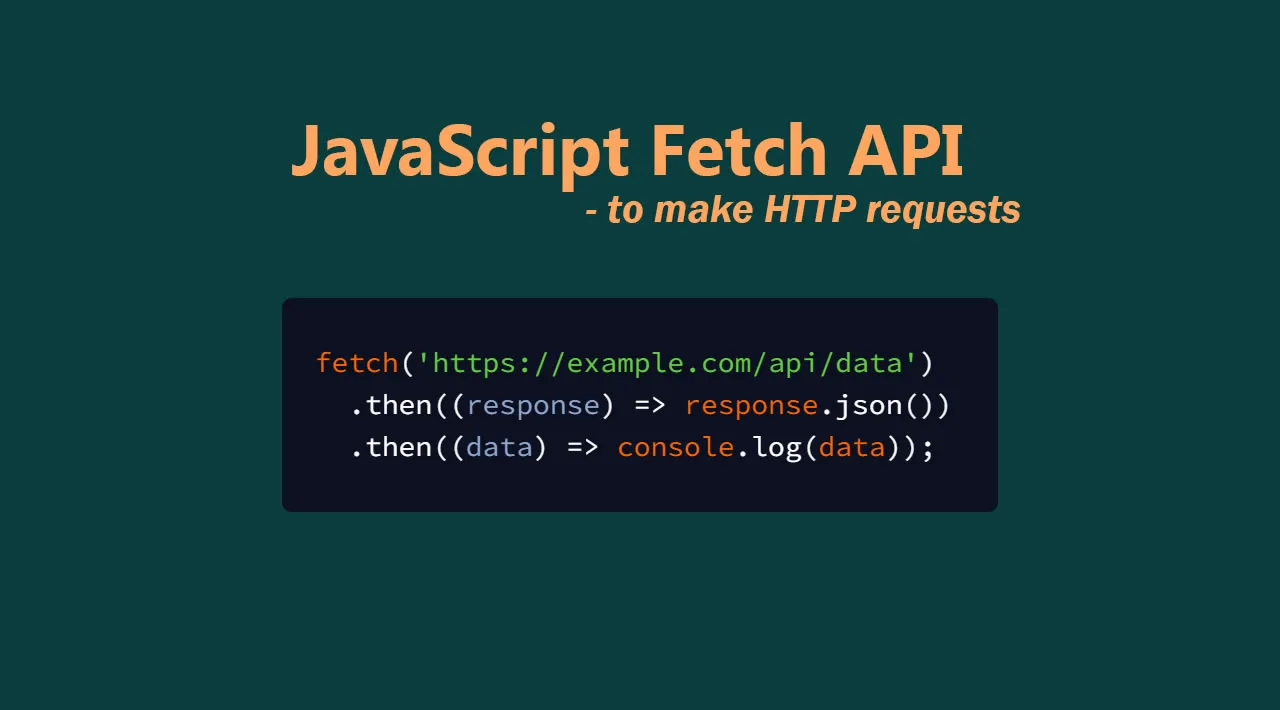 JavaScript Fetch API
- to make HTTP requests
fetch('https://example.com/api/data')
  .then((response) => response.json())
  .then((data) => console.log(data));